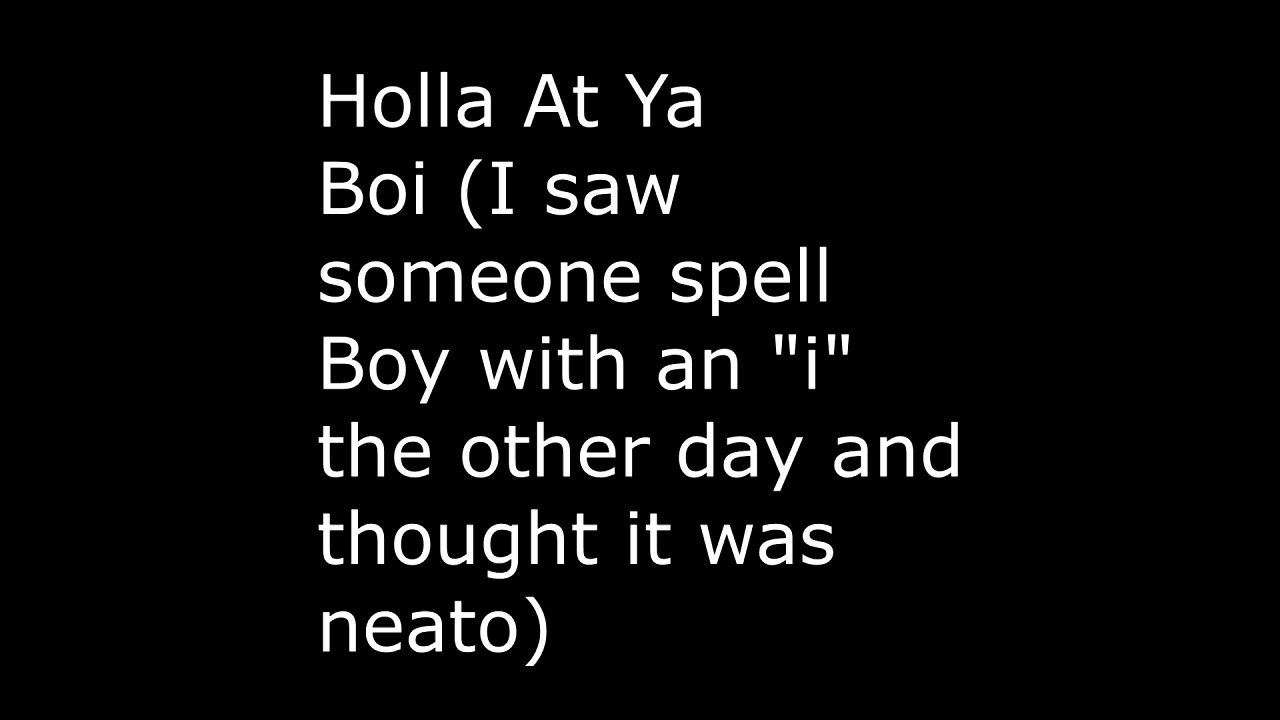 Holla At Ya
Boi (I saw
someone spell
Boy with an "i"
the other day and
thought it was
neato)